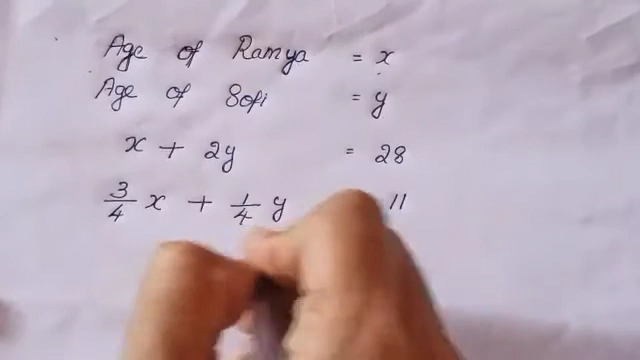 Age of Ramya = x
Age of Sofi = y
x + 2y = 28
3/4 x + 1/4 y 11